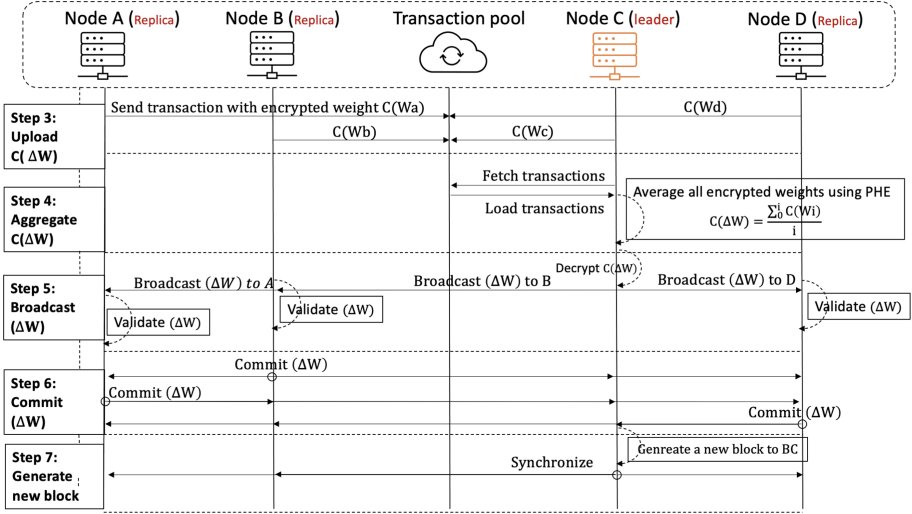 Node A (Replica)
Node B (Replica)
Transaction pool
Node C (leader)
Node D (Replica)
Step 3:
Upload
C( ΔW)
Send transaction with encrypted weight C(Wa)
C(Wd)
C(Wb)
C(Wc)
Step 4:
Aggregate
C(ΔW)
Fetch transactions
Load transactions
Average all encrypted weights using PHE
C(ΔW) = ∑₀ⁱ C(Wi) / i
Decrypt C(ΔW)
Step 5:
Broadcast
(ΔW)
Broadcast (ΔW) to A
Broadcast (ΔW) to B
Broadcast (ΔW) to D
Validate (ΔW)
Validate (ΔW)
Validate (ΔW)
Step 6:
Commit
(ΔW)
Commit (ΔW)
Commit (ΔW)
Commit (ΔW)
Step 7:
Generate
new block
Genreate a new block to BC
Synchronize